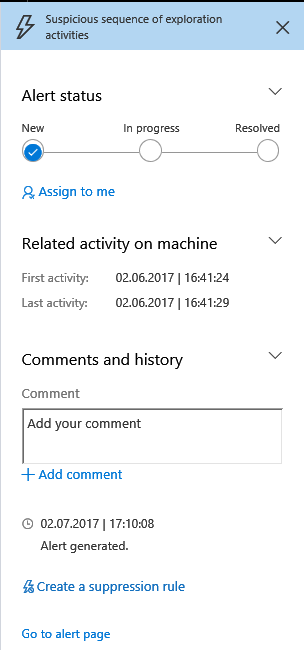 Suspicious sequence of exploration
activities
Alert status
New In progress Resolved
Assign to me
Related activity on machine
First activity: 02.06.2017 | 16:41:24
Last activity: 02.06.2017 | 16:41:29
Comments and history
Comment
Add your comment
Add comment
02.07.2017 | 17:10:08
Alert generated.
Create a suppression rule
Go to alert page